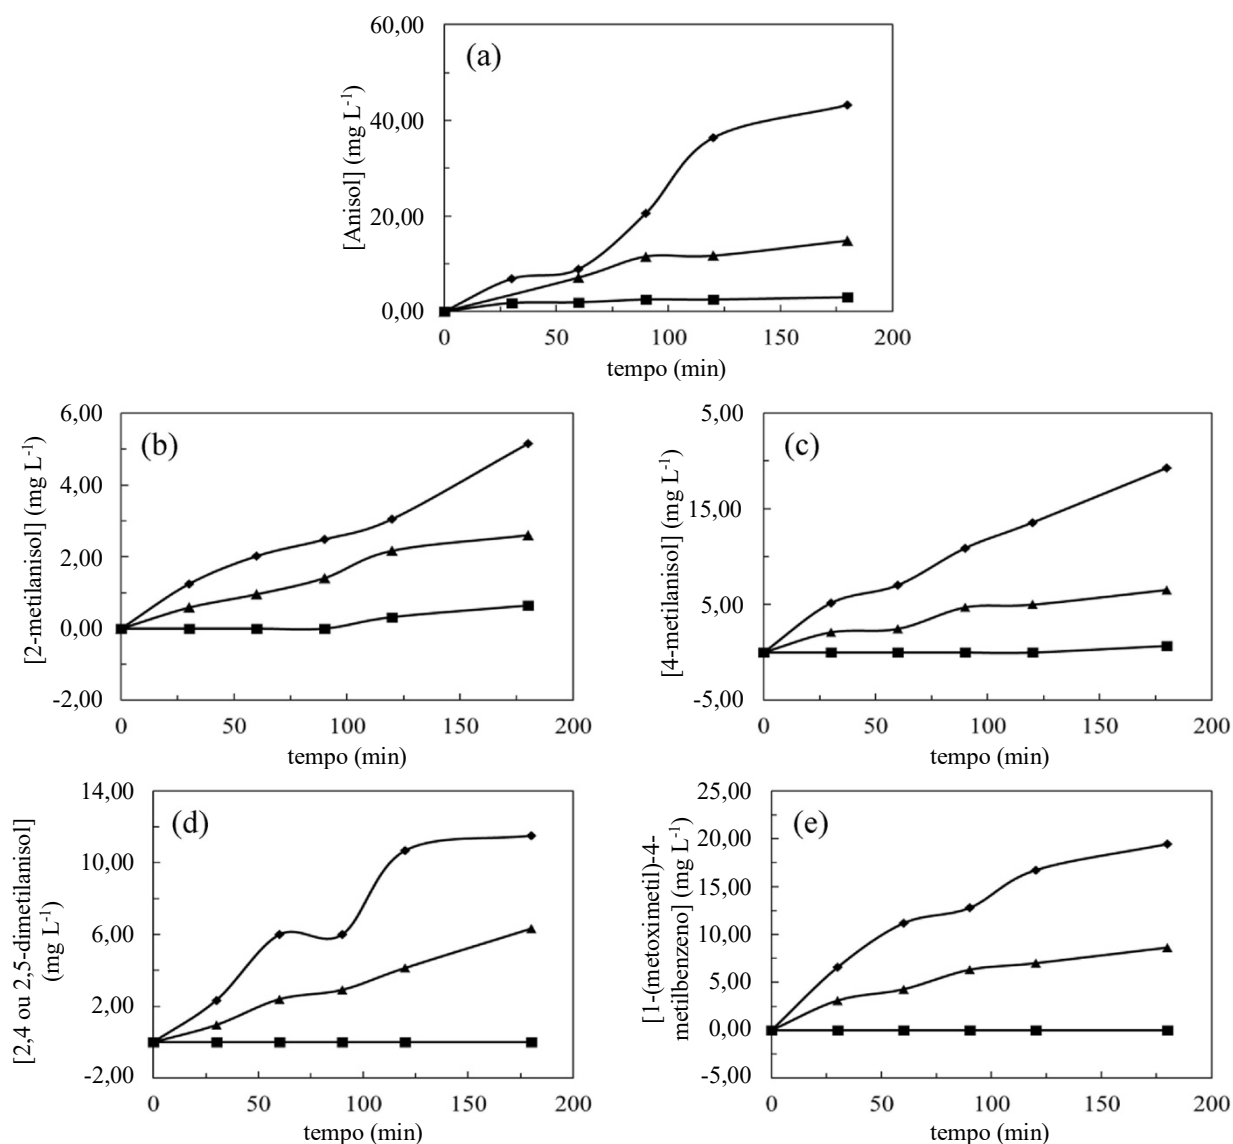 (a)
[Anisol] (mg L⁻¹)
60,00
40,00
20,00
0,00
0 50 100 150 200
tempo (min)
(b)
[2-metilanisol] (mg L⁻¹)
6,00
4,00
2,00
0,00
-2,00
0 50 100 150 200
tempo (min)
(c)
[4-metilanisol] (mg L⁻¹)
5,00
15,00
5,00
-5,00
0 50 100 150 200
tempo (min)
(d)
[2,4 ou 2,5-dimetilanisol]
(mg L⁻¹)
14,00
10,00
6,00
2,00
-2,00
0 50 100 150 200
tempo (min)
(e)
[1-(metoximetil)-4-
metilbenzeno] (mg L⁻¹)
25,00
20,00
15,00
10,00
5,00
0,00
-5,00
0 50 100 150 200
tempo (min)